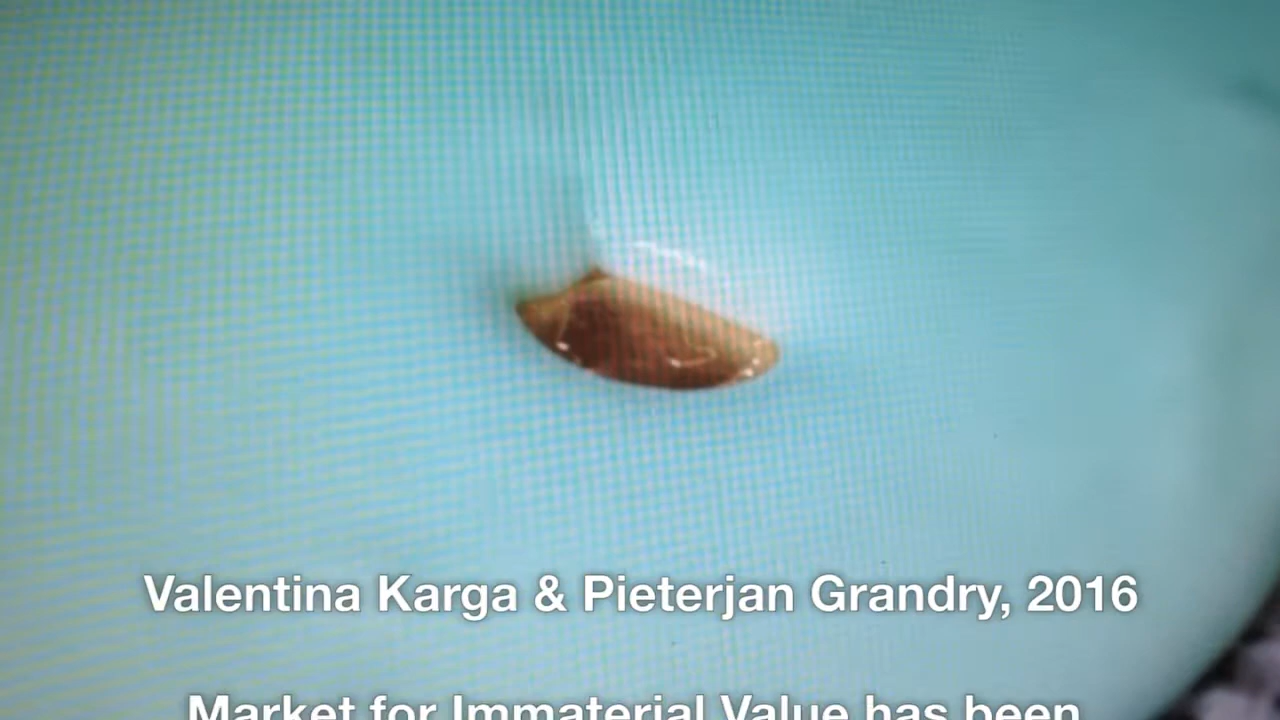 Valentina Karga & Pieterjan Grandry, 2016
Market for Immaterial Value has been